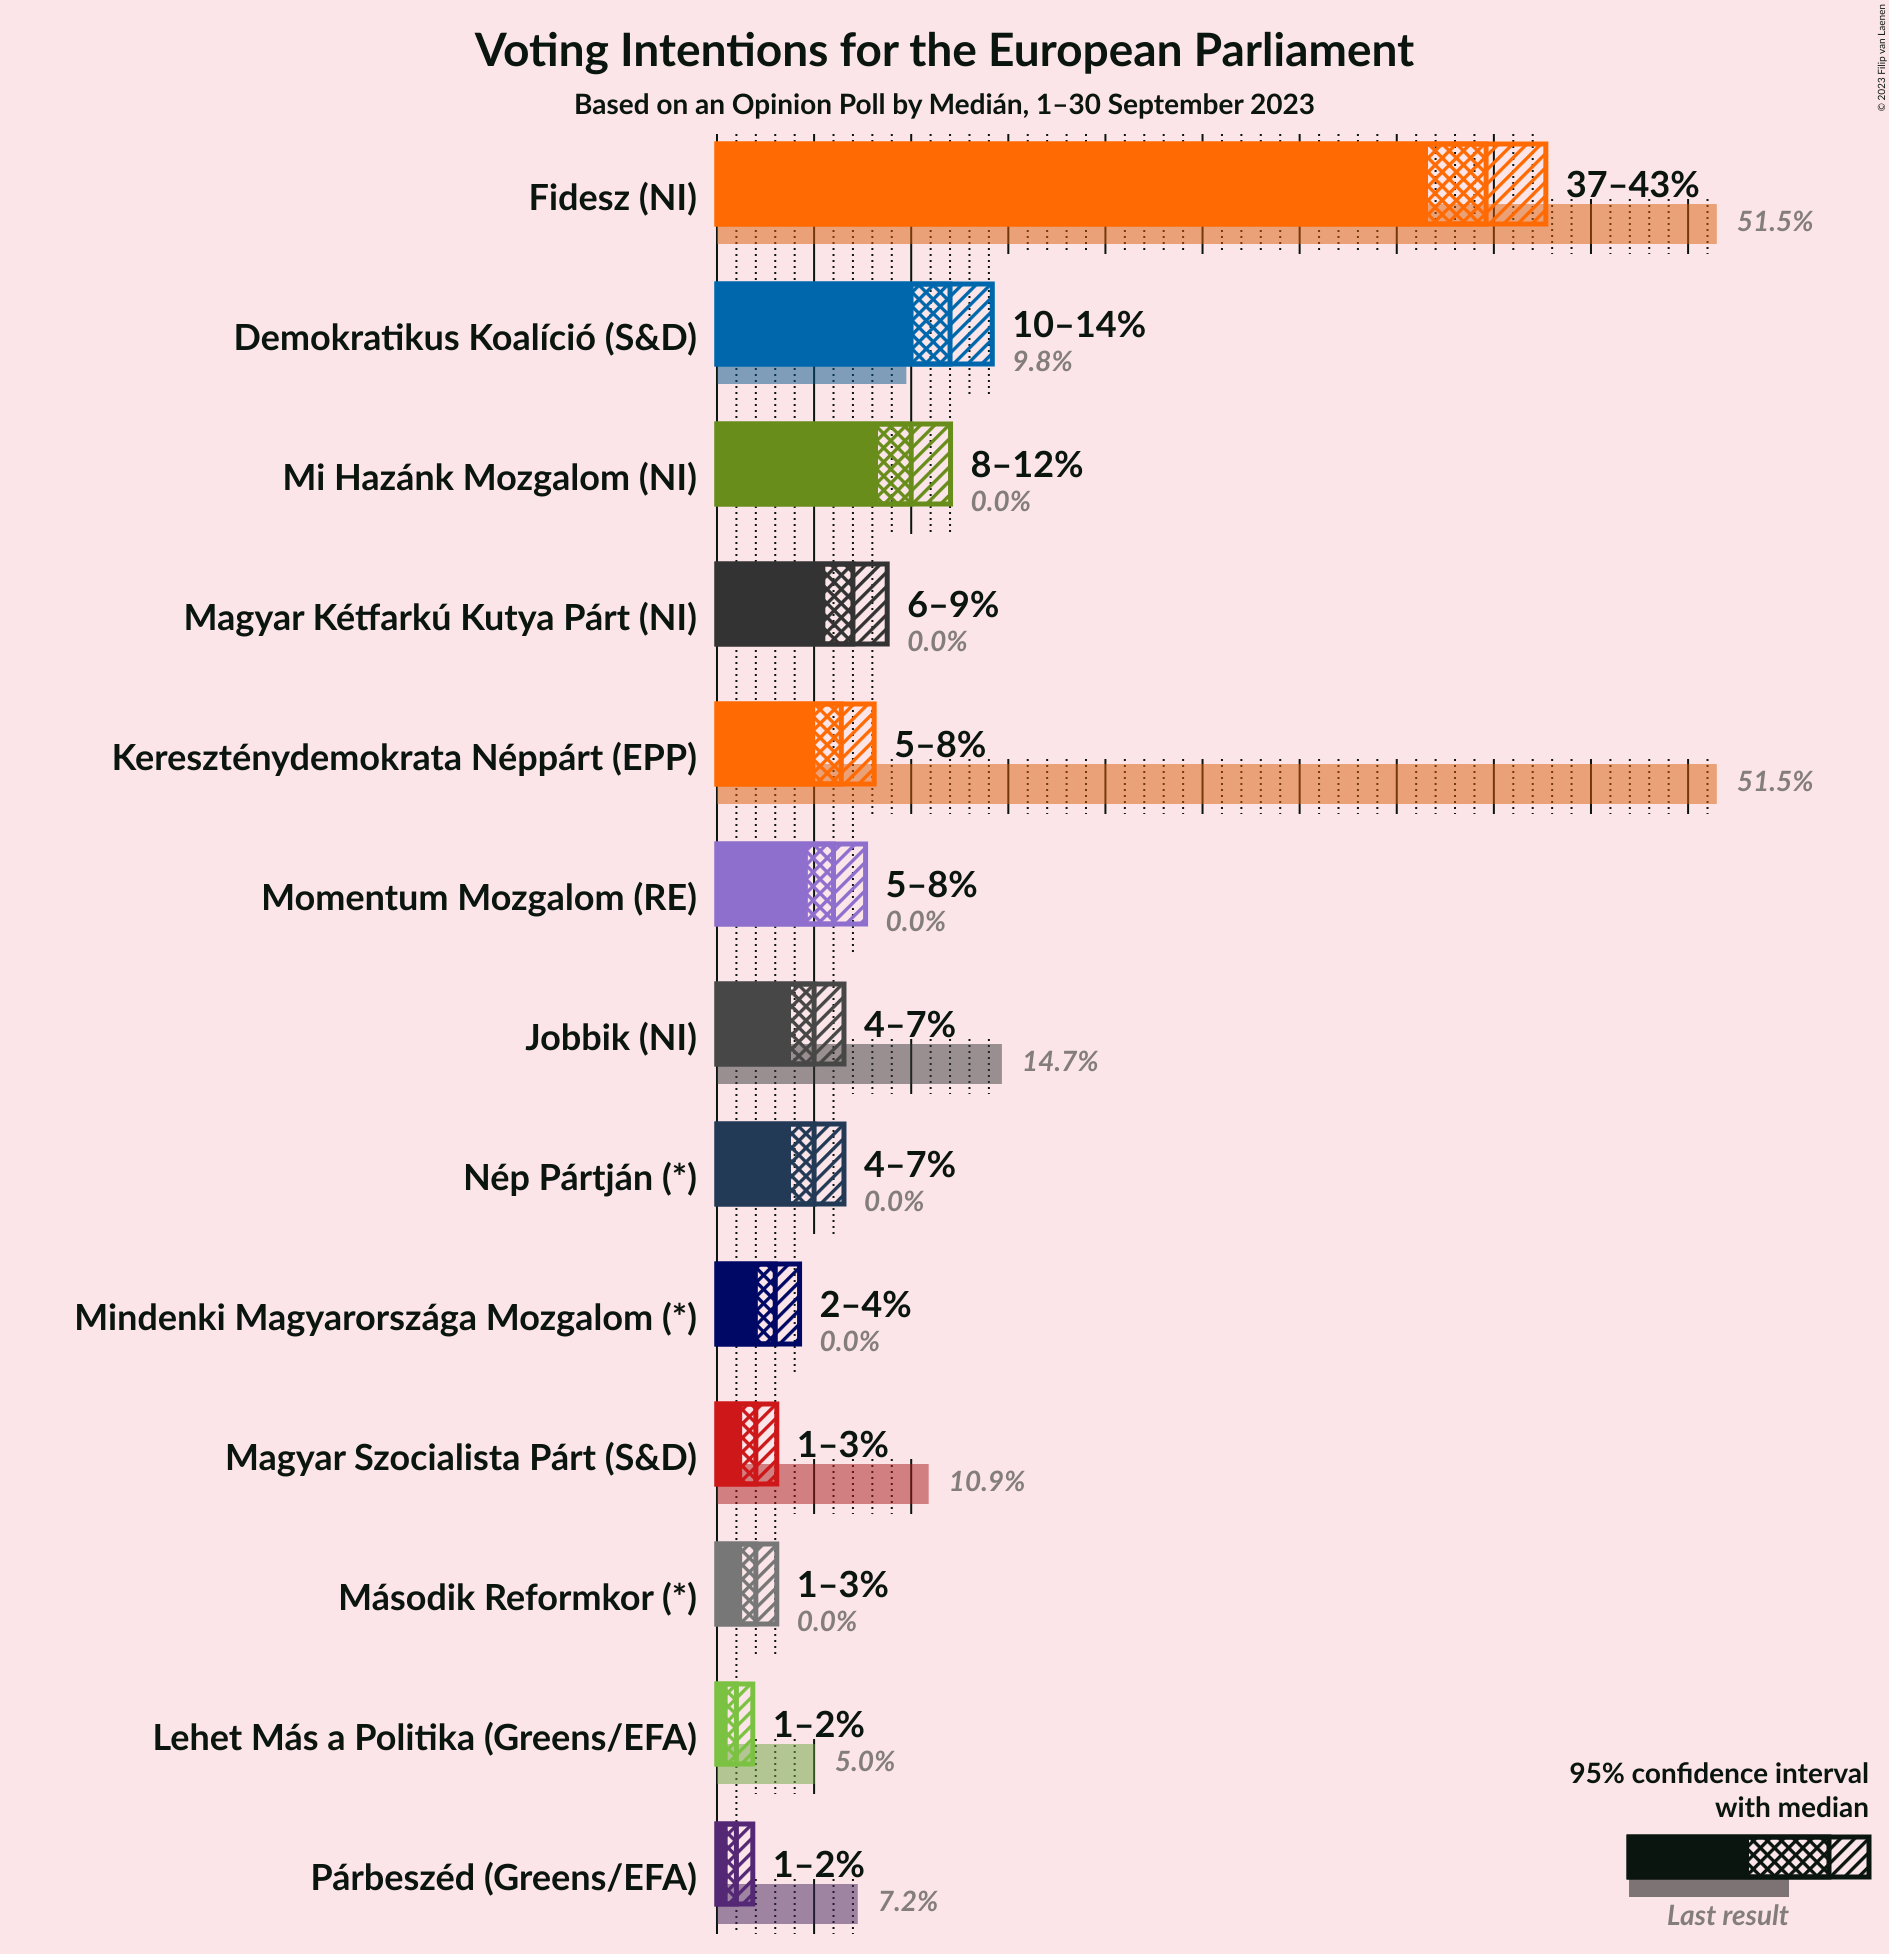 Voting Intentions for the European Parliament
Based on an Opinion Poll by Medián, 1–30 September 2023
© 2023 Filip van Laenen
Fidesz (NI)
37–43%
51.5%
Demokratikus Koalíció (S&D)
10–14%
9.8%
Mi Hazánk Mozgalom (NI)
8–12%
0.0%
Magyar Kétfarkú Kutya Párt (NI)
6–9%
0.0%
Kereszténydemokrata Néppárt (EPP)
5–8%
51.5%
Momentum Mozgalom (RE)
5–8%
0.0%
Jobbik (NI)
4–7%
14.7%
Nép Pártján (*)
4–7%
0.0%
Mindenki Magyarországa Mozgalom (*)
2–4%
0.0%
Magyar Szocialista Párt (S&D)
1–3%
10.9%
Második Reformkor (*)
1–3%
0.0%
Lehet Más a Politika (Greens/EFA)
1–2%
5.0%
Párbeszéd (Greens/EFA)
1–2%
7.2%
95% confidence interval
with median
Last result